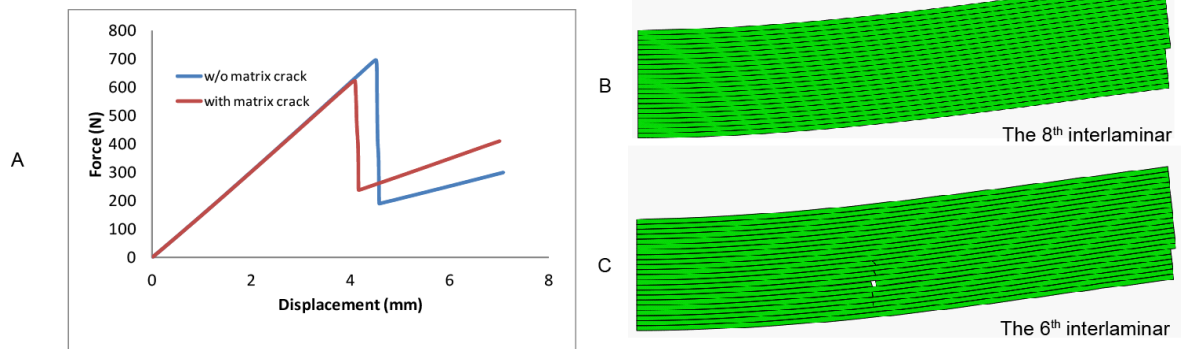 A
800
700
600
500
400
300
200
100
0
Force (N)
w/o matrix crack
with matrix crack
0 2 4 6 8
Displacement (mm)
B
The 8th interlaminar
C
The 6th interlaminar